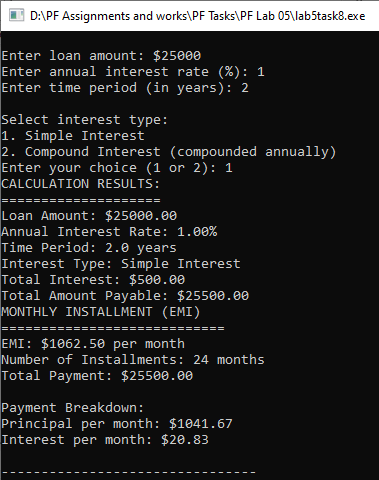 D:\PF Assignments and works\PF Tasks\PF Lab 05\lab5task8.exe
Enter loan amount: $25000
Enter annual interest rate (%): 1
Enter time period (in years): 2
Select interest type:
1. Simple Interest
2. Compound Interest (compounded annually)
Enter your choice (1 or 2): 1
CALCULATION RESULTS:
====================
Loan Amount: $25000.00
Annual Interest Rate: 1.00%
Time Period: 2.0 years
Interest Type: Simple Interest
Total Interest: $500.00
Total Amount Payable: $25500.00
MONTHLY INSTALLMENT (EMI)
============================
EMI: $1062.50 per month
Number of Installments: 24 months
Total Payment: $25500.00
Payment Breakdown:
Principal per month: $1041.67
Interest per month: $20.83
--------------------------------